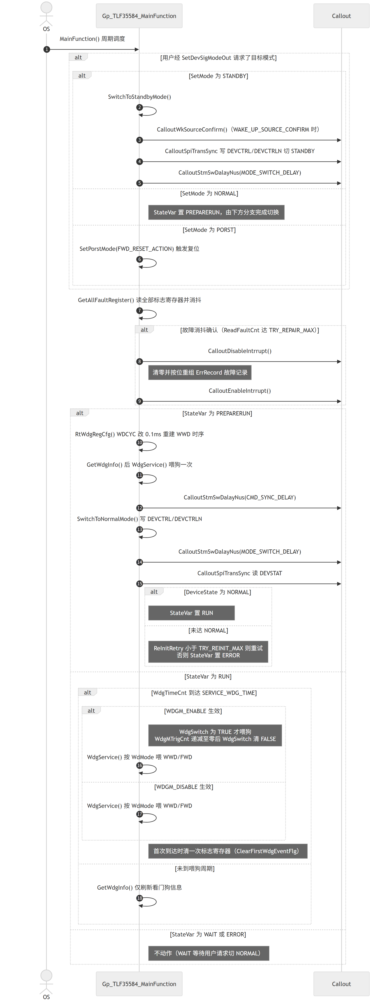 OS
Gp_TLF35584_MainFunction
Callout
MainFunction() 周期调度
1
alt
[用户经 SetDevSigModeOut 请求了目标模式]
alt
[SetMode 为 STANDBY]
SwitchToStandbyMode()
2
CalloutWkSourceConfirm()（WAKE_UP_SOURCE_CONFIRM 时）
3
CalloutSpiTransSync 写 DEVCTRL/DEVCTRLN 切 STANDBY
4
CalloutStmSwDalayNus(MODE_SWITCH_DELAY)
5
[SetMode 为 NORMAL]
StateVar 置 PREPARERUN，由下方分支完成切换
[SetMode 为 PORST]
SetPorstMode(FWD_RESET_ACTION) 触发复位
6
GetAllFaultRegister() 读全部标志寄存器并消抖
7
alt
[故障消抖确认（ReadFaultCnt 达 TRY_REPAIR_MAX）]
CalloutDisableIntrrupt()
8
清零并按位重组 ErrRecord 故障记录
CalloutEnableIntrrupt()
9
alt
[StateVar 为 PREPARERUN]
RtWdgRegCfg() WDCYC 改 0.1ms 重建 WWD 时序
10
GetWdgInfo() 后 WdgService() 喂狗一次
11
CalloutStmSwDalayNus(CMD_SYNC_DELAY)
12
SwitchToNormalMode() 写 DEVCTRL/DEVCTRLN
13
CalloutStmSwDalayNus(MODE_SWITCH_DELAY)
14
CalloutSpiTransSync 读 DEVSTAT
15
alt
[DeviceState 为 NORMAL]
StateVar 置 RUN
[未达 NORMAL]
ReInitRetry 小于 TRY_REINIT_MAX 则重试
否则 StateVar 置 ERROR
[StateVar 为 RUN]
alt
[WdgTimeCnt 到达 SERVICE_WDG_TIME]
alt
[WDGM_ENABLE 生效]
WdgSwitch 为 TRUE 才喂狗
WdgMTrigCnt 递减至零后 WdgSwitch 清 FALSE
WdgService() 按 WdMode 喂 WWD/FWD
16
[WDGM_DISABLE 生效]
WdgService() 按 WdMode 喂 WWD/FWD
17
首次到达时清一次标志寄存器（ClearFirstWdgEventFlg）
[未到喂狗周期]
GetWdgInfo() 仅刷新看门狗信息
18
[StateVar 为 WAIT 或 ERROR]
不动作（WAIT 等待用户请求切 NORMAL）
Gp_TLF35584_MainFunction
Callout
OS